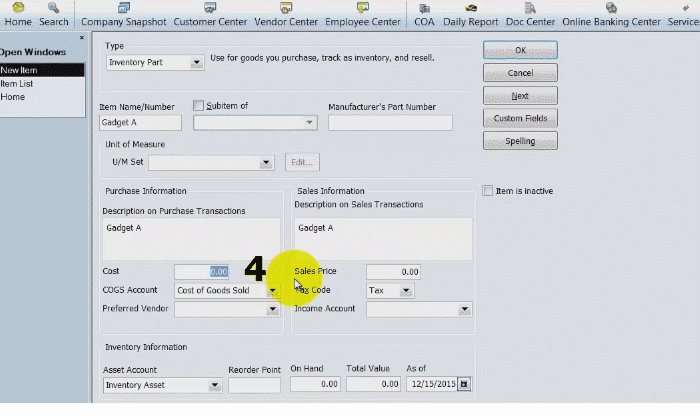 Home Search Company Snapshot Customer Center Vendor Center Employee Center COA Daily Report Doc Center Online Banking Center Service
Open Windows ×
New Item
Item List
Home
Type
Inventory Part
Use for goods you purchase, track as inventory, and resell.
OK
Cancel
Next
Custom Fields
Spelling
Item Name/Number
Subitem of
Manufacturer's Part Number
Gadget A
Unit of Measure
U/M Set
Edit...
Purchase Information
Description on Purchase Transactions
Gadget A
Cost 0.00 4
COGS Account Cost of Goods Sold
Preferred Vendor
Sales Information
Description on Sales Transactions
Gadget A
Sales Price 0.00
Tax Code Tax
Income Account
Item is inactive
Inventory Information
Asset Account Reorder Point On Hand Total Value As of
Inventory Asset 0.00 0.00 12/15/2015